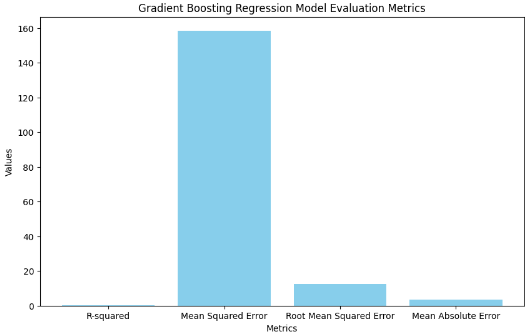 Gradient Boosting Regression Model Evaluation Metrics
160
140
120
100
80
60
40
20
0
Values
R-squared Mean Squared Error Root Mean Squared Error Mean Absolute Error
Metrics